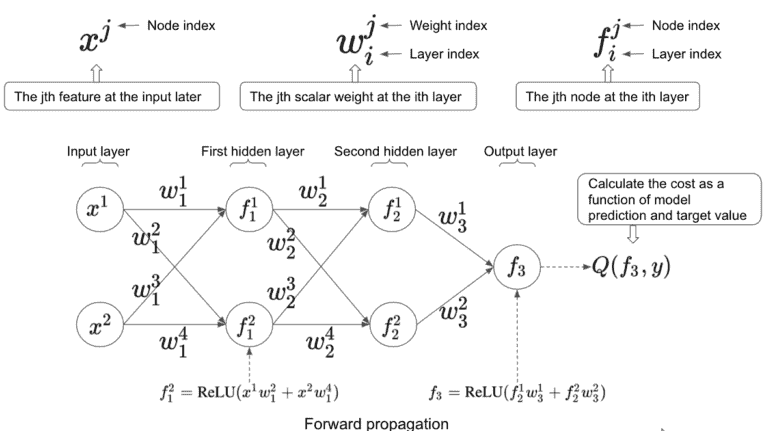 x^j Node index
w_i^j Weight index
Layer index
f_i^j Node index
Layer index
The jth feature at the input later
The jth scalar weight at the ith layer
The jth node at the ith layer
Input layer
First hidden layer
Second hidden layer
Output layer
Calculate the cost as a
function of model
prediction and target value
x^1
w_1^1
f_1^1
w_2^1
f_2^1
w_3^1
w_1^2
w_2^2
f_3
Q(f_3, y)
w_1^3
w_2^3
x^2
w_1^4
f_1^2
w_2^4
f_2^2
w_3^2
f_1^2 = ReLU(x^1 w_1^2 + x^2 w_1^4)
f_3 = ReLU(f_2^1 w_3^1 + f_2^2 w_3^2)
Forward propagation